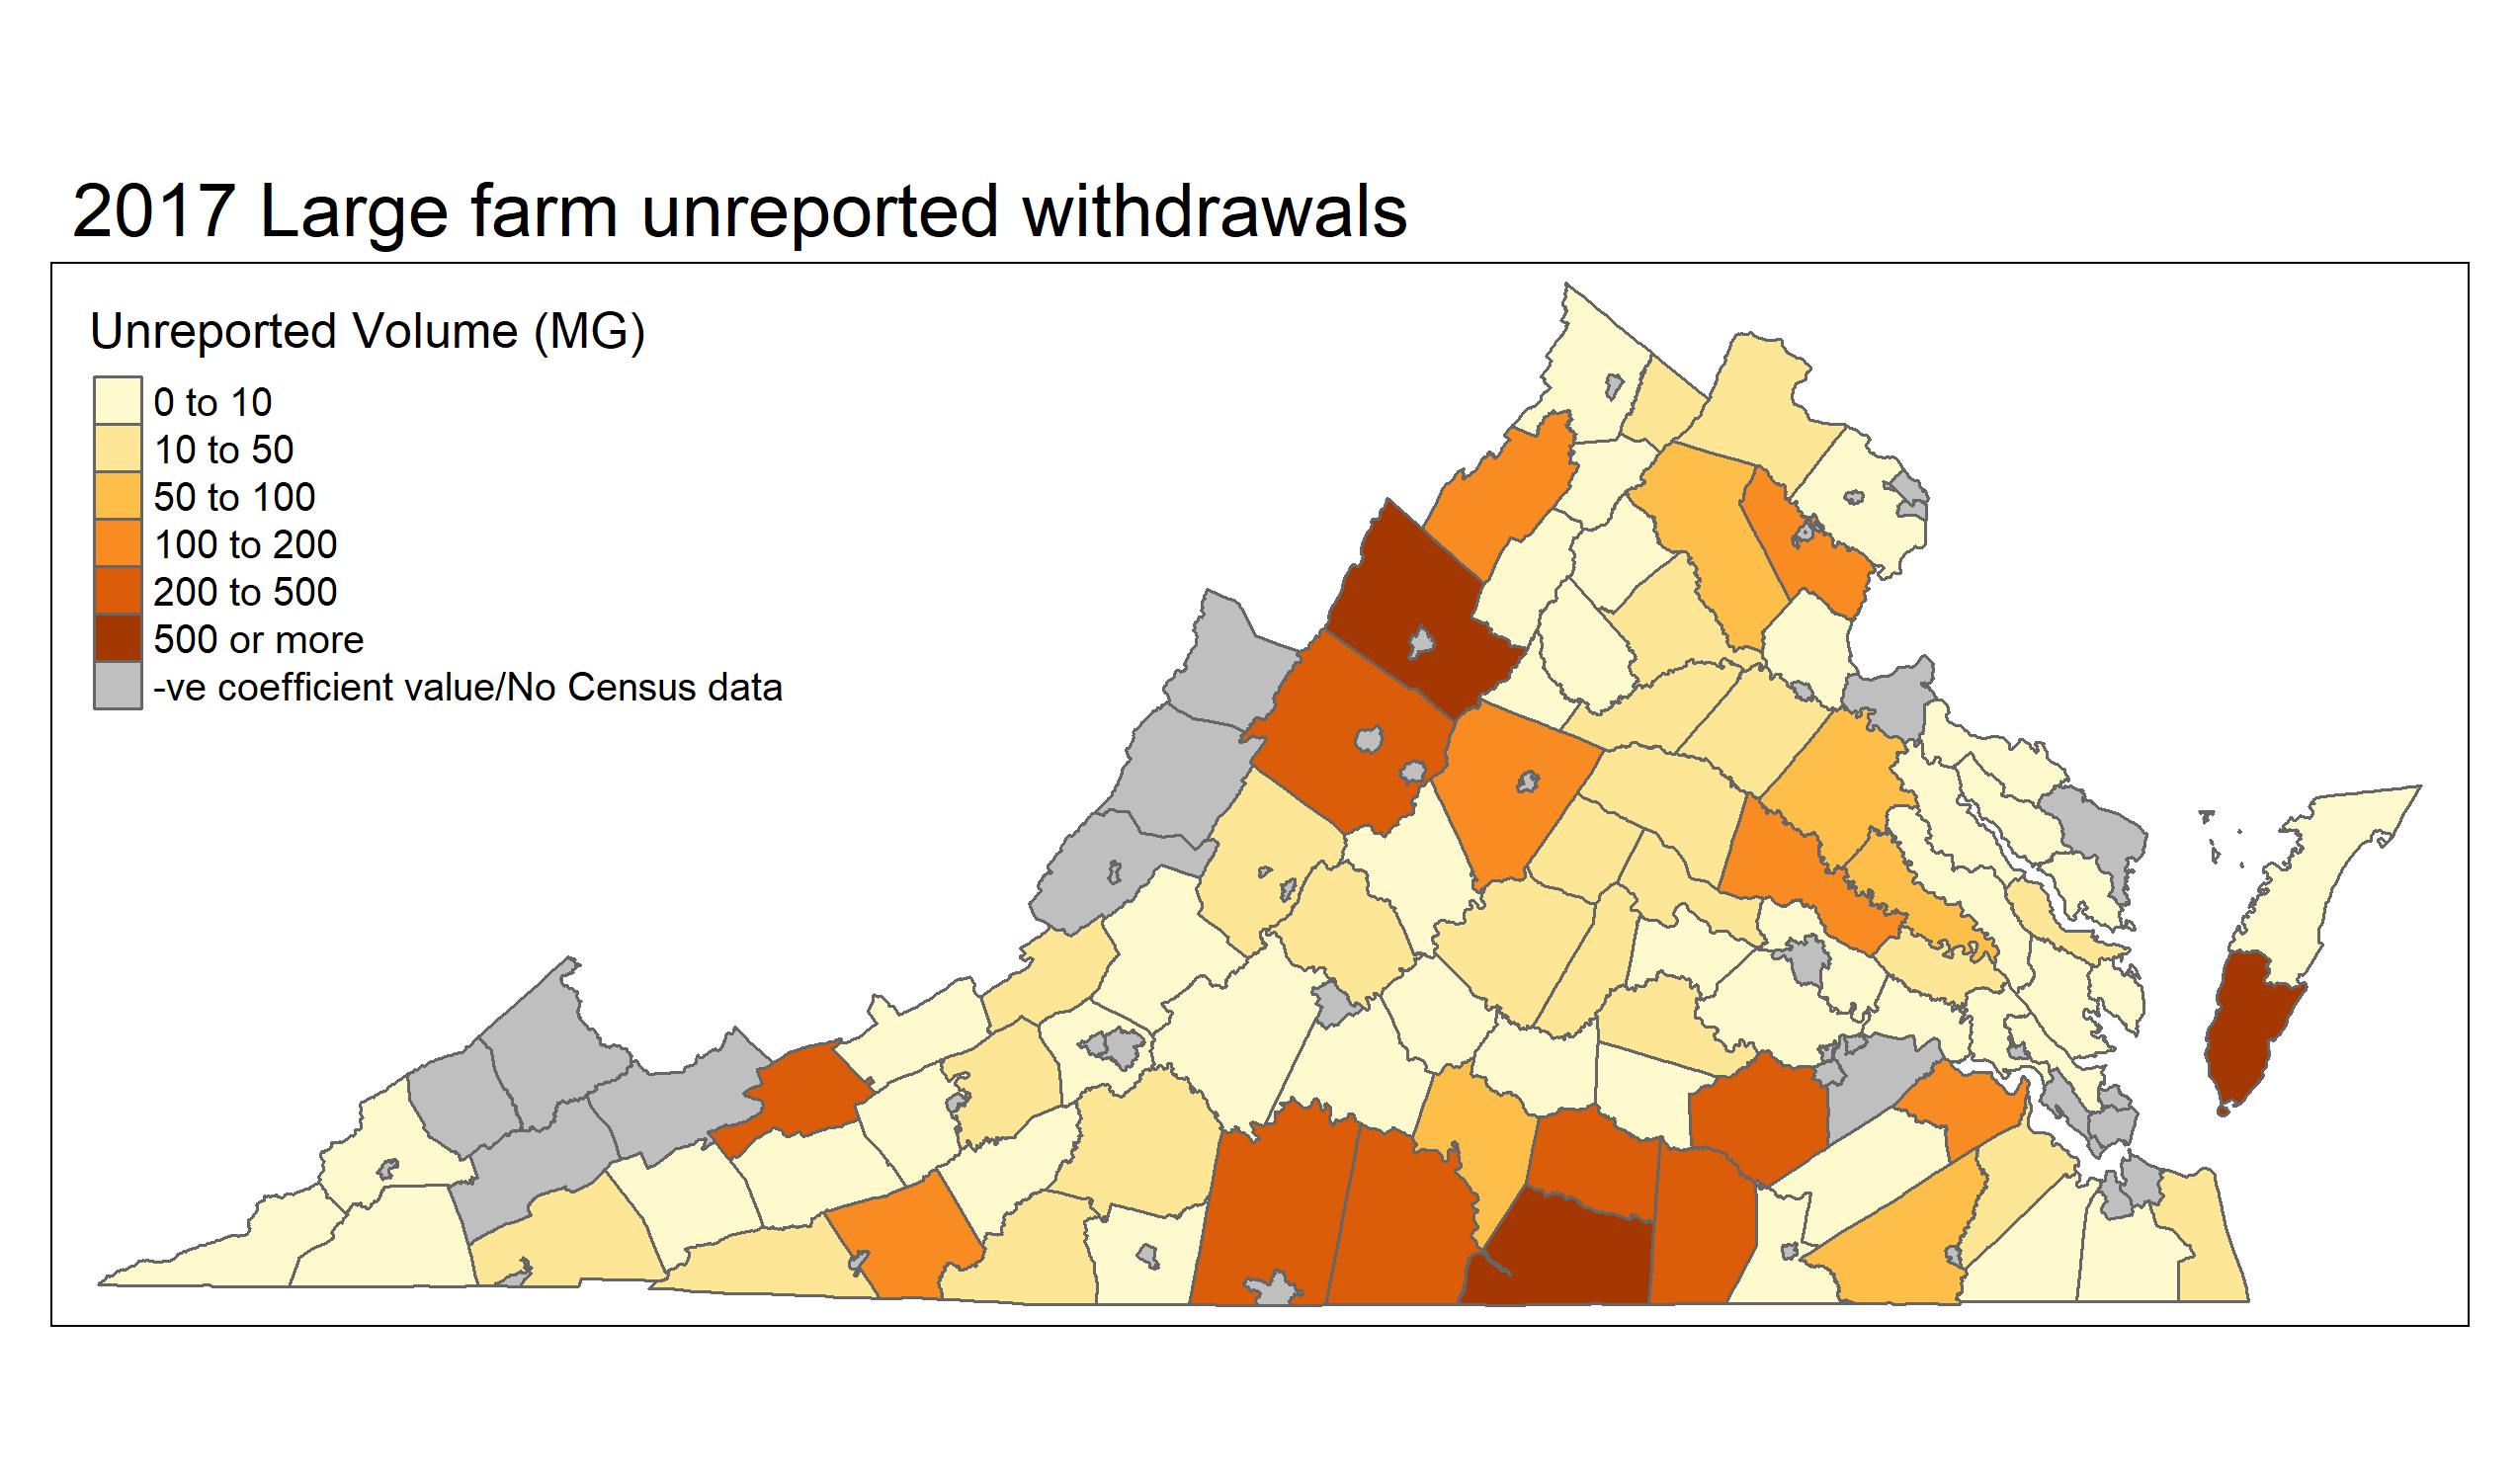 2017 Large farm unreported withdrawals
Unreported Volume (MG)
0 to 10
10 to 50
50 to 100
100 to 200
200 to 500
500 or more
-ve coefficient value/No Census data